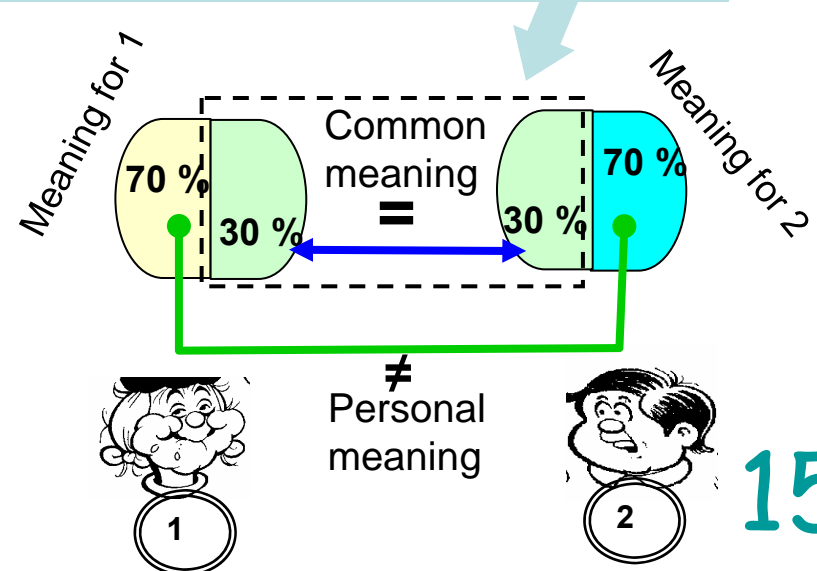 Meaning for 1
Meaning for 2
Common
meaning
=
70 %
30 %
30 %
70 %
≠
Personal
meaning
1
2
15